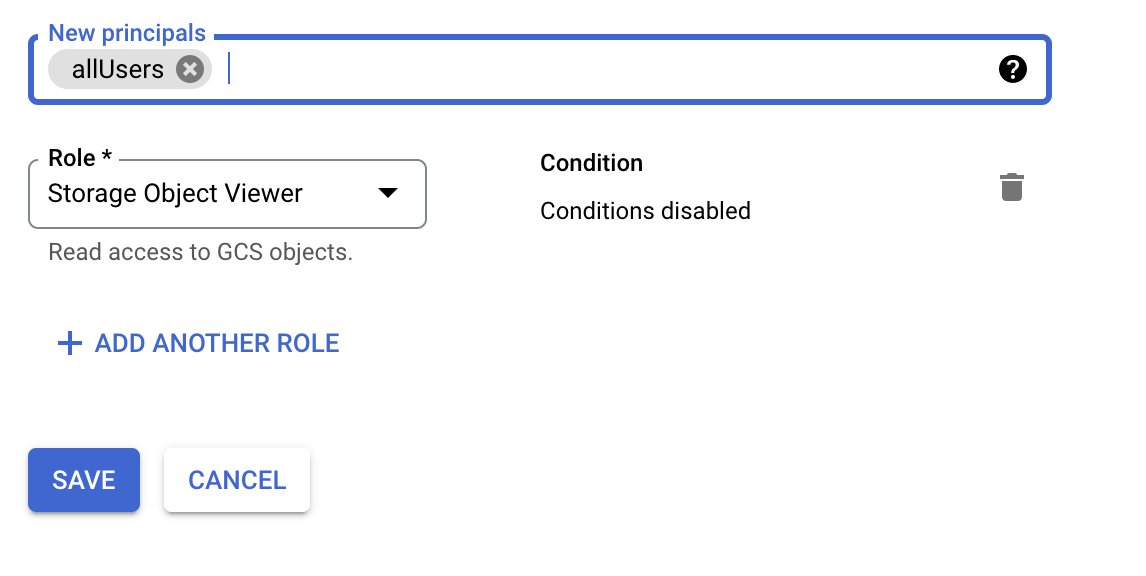 New principals
allUsers
?
Role *
Storage Object Viewer
Read access to GCS objects.
Condition
Conditions disabled
+ ADD ANOTHER ROLE
SAVE
CANCEL